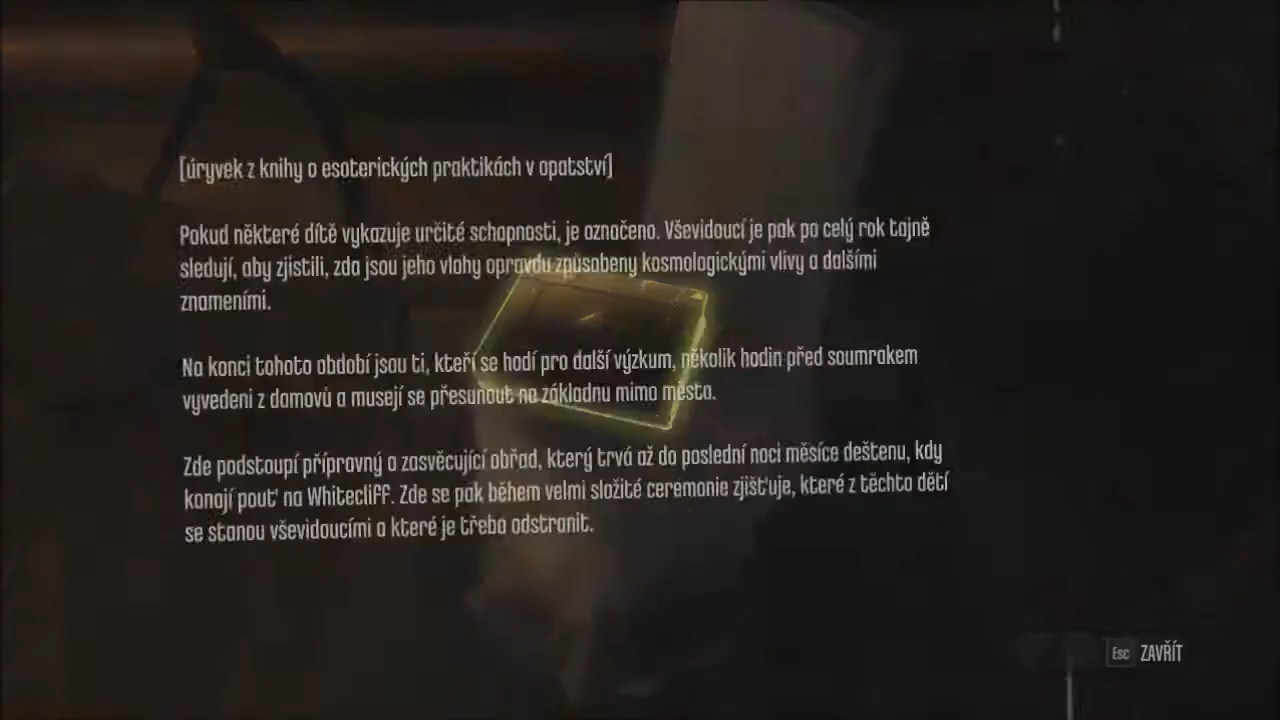 [úryvek z knihy o esoterických praktikách v opatství]
Pokud některé dítě vykazuje určité schopnosti, je označeno. Vševidoucí je pak po celý rok tajně
sledují, aby zjistili, zda jsou jeho vlahy opravdu způsobeny kosmologickými vlivy a dalšími
znameními.
Na konci tohoto období jsou ti, kteří se hodí pro další výzkum, několik hodin před soumrakem
vyvedeni z domovů a musejí se přesunout na základnu mimo město.
Zde podstoupí přípravný a zasvěcující obřad, který trvá až do poslední noci měsíce deštenu, kdy
konají pouť na Whitecliff. Zde se pak během velmi složité ceremonie zjišťuje, které z těchto dětí
se stanou vševidoucími a které je třeba odstranit.
Esc ZAVŘÍT